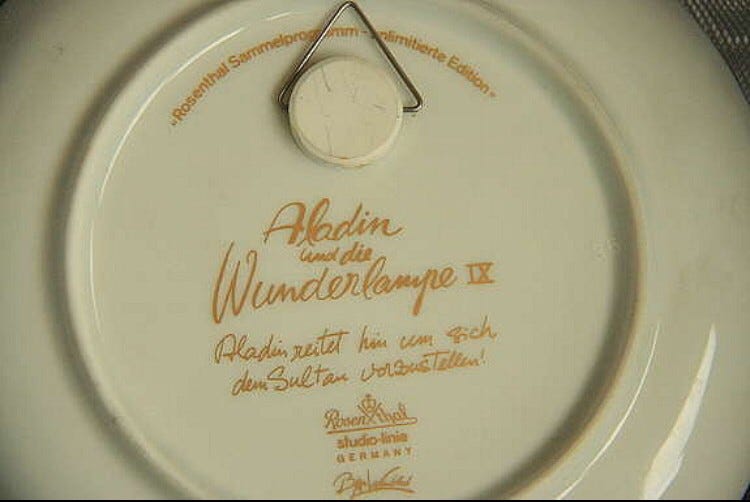 "Rosenthal Sammelprogramm - unlimitierte Edition"
Aladin
und die
Wunderlampe IX
Aladin reitet hin um sich
dem Sultan vorzustellen!
Rosenthal
studio-linie
GERMANY